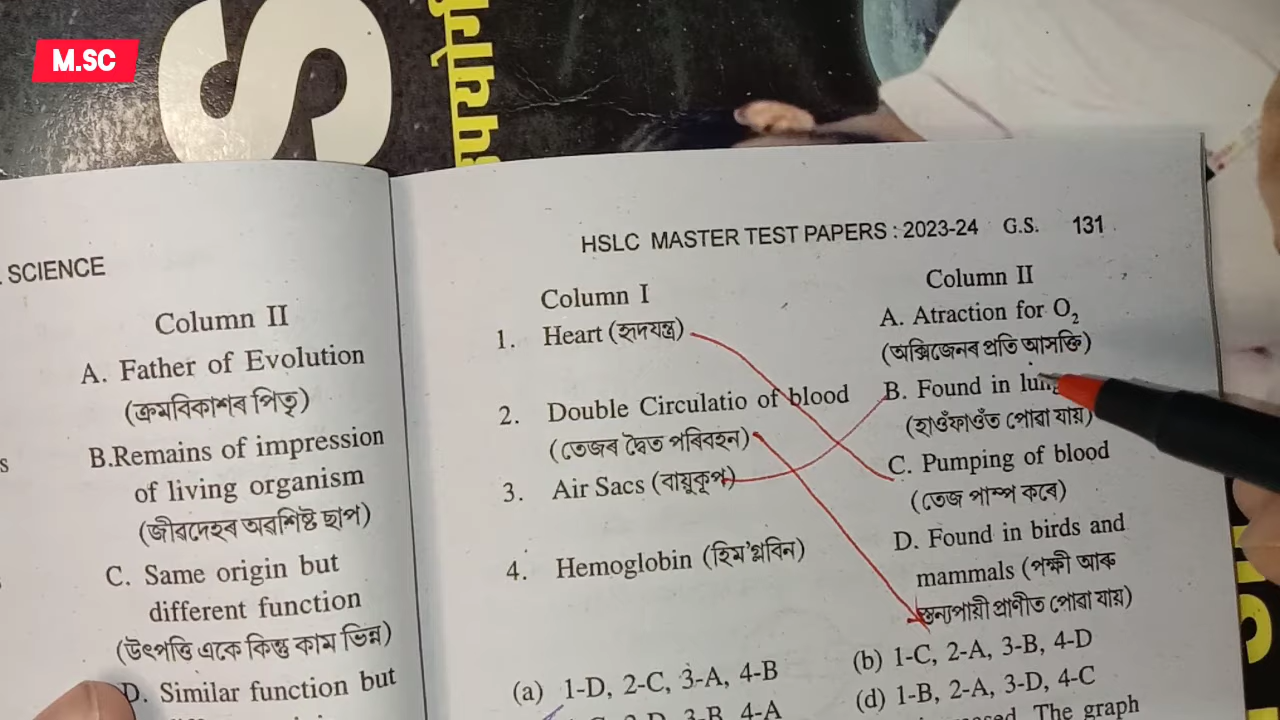 M.SC
S
उपयोगी
. SCIENCE
Column II
A. Father of Evolution
(ক্ৰমবিকাশৰ পিতৃ)
B.Remains of impression
of living organism
(জীৱদেহৰ অৱশিষ্ট ছাপ)
C. Same origin but
different function
(উৎপত্তি একে কিন্তু কাম ভিন্ন)
D. Similar function but
s
HSLC MASTER TEST PAPERS : 2023-24 G.S. 131
Column I
Column II
1. Heart (হৃদযন্ত্ৰ)
A. Atraction for O₂
(অক্সিজেনৰ প্ৰতি আসক্তি)
2. Double Circulatio of blood
(তেজৰ দ্বৈত পৰিবহন)
B. Found in
(হাওঁফাওঁত পোৱা যায়)
3. Air Sacs (বায়ুকূপ)
C. Pumping of blood
(তেজ পাম্প কৰে)
4. Hemoglobin (হিম'গ্লবিন)
D. Found in birds and
mammals (পক্ষী আৰু
স্তন্যপায়ী প্ৰাণীত পোৱা যায়)
(a) 1-D, 2-C, 3-A, 4-B
(b) 1-C, 2-A, 3-B, 4-D
3-B, 4-A
(d) 1-B, 2-A, 3-D, 4-C
The graph